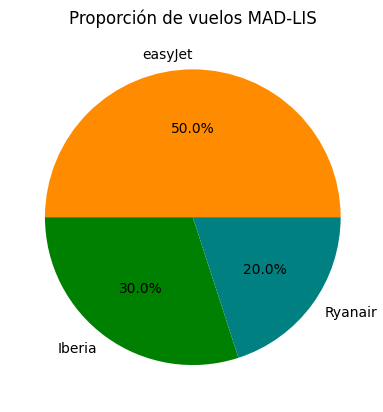 Proporción de vuelos MAD-LIS
easyJet
50.0%
30.0%
20.0%
Ryanair
Iberia